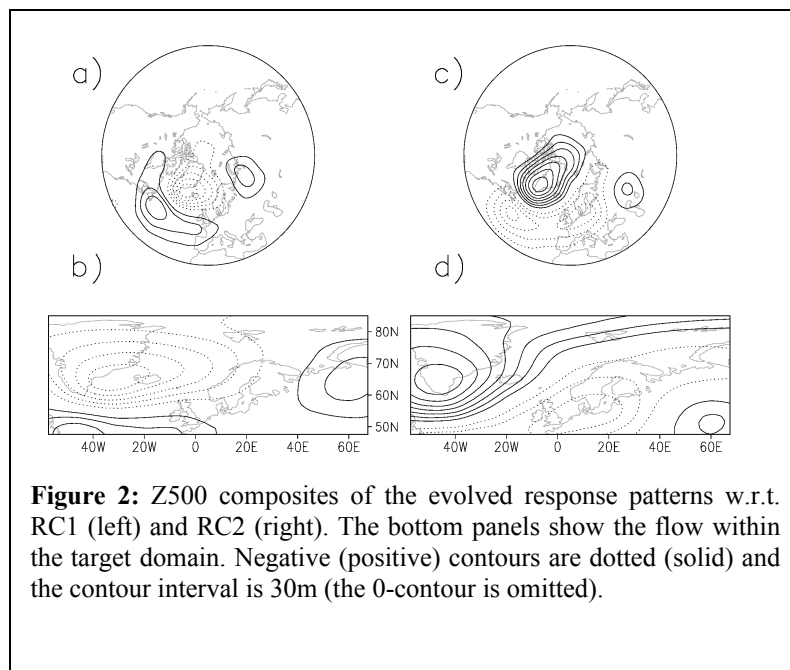 a)
c)
b)
d)
80N
70N
60N
50N
40W 20W 0 20E 40E 60E 40W 20W 0 20E 40E 60E
Figure 2: Z500 composites of the evolved response patterns w.r.t.
RC1 (left) and RC2 (right). The bottom panels show the flow within
the target domain. Negative (positive) contours are dotted (solid) and
the contour interval is 30m (the 0-contour is omitted).